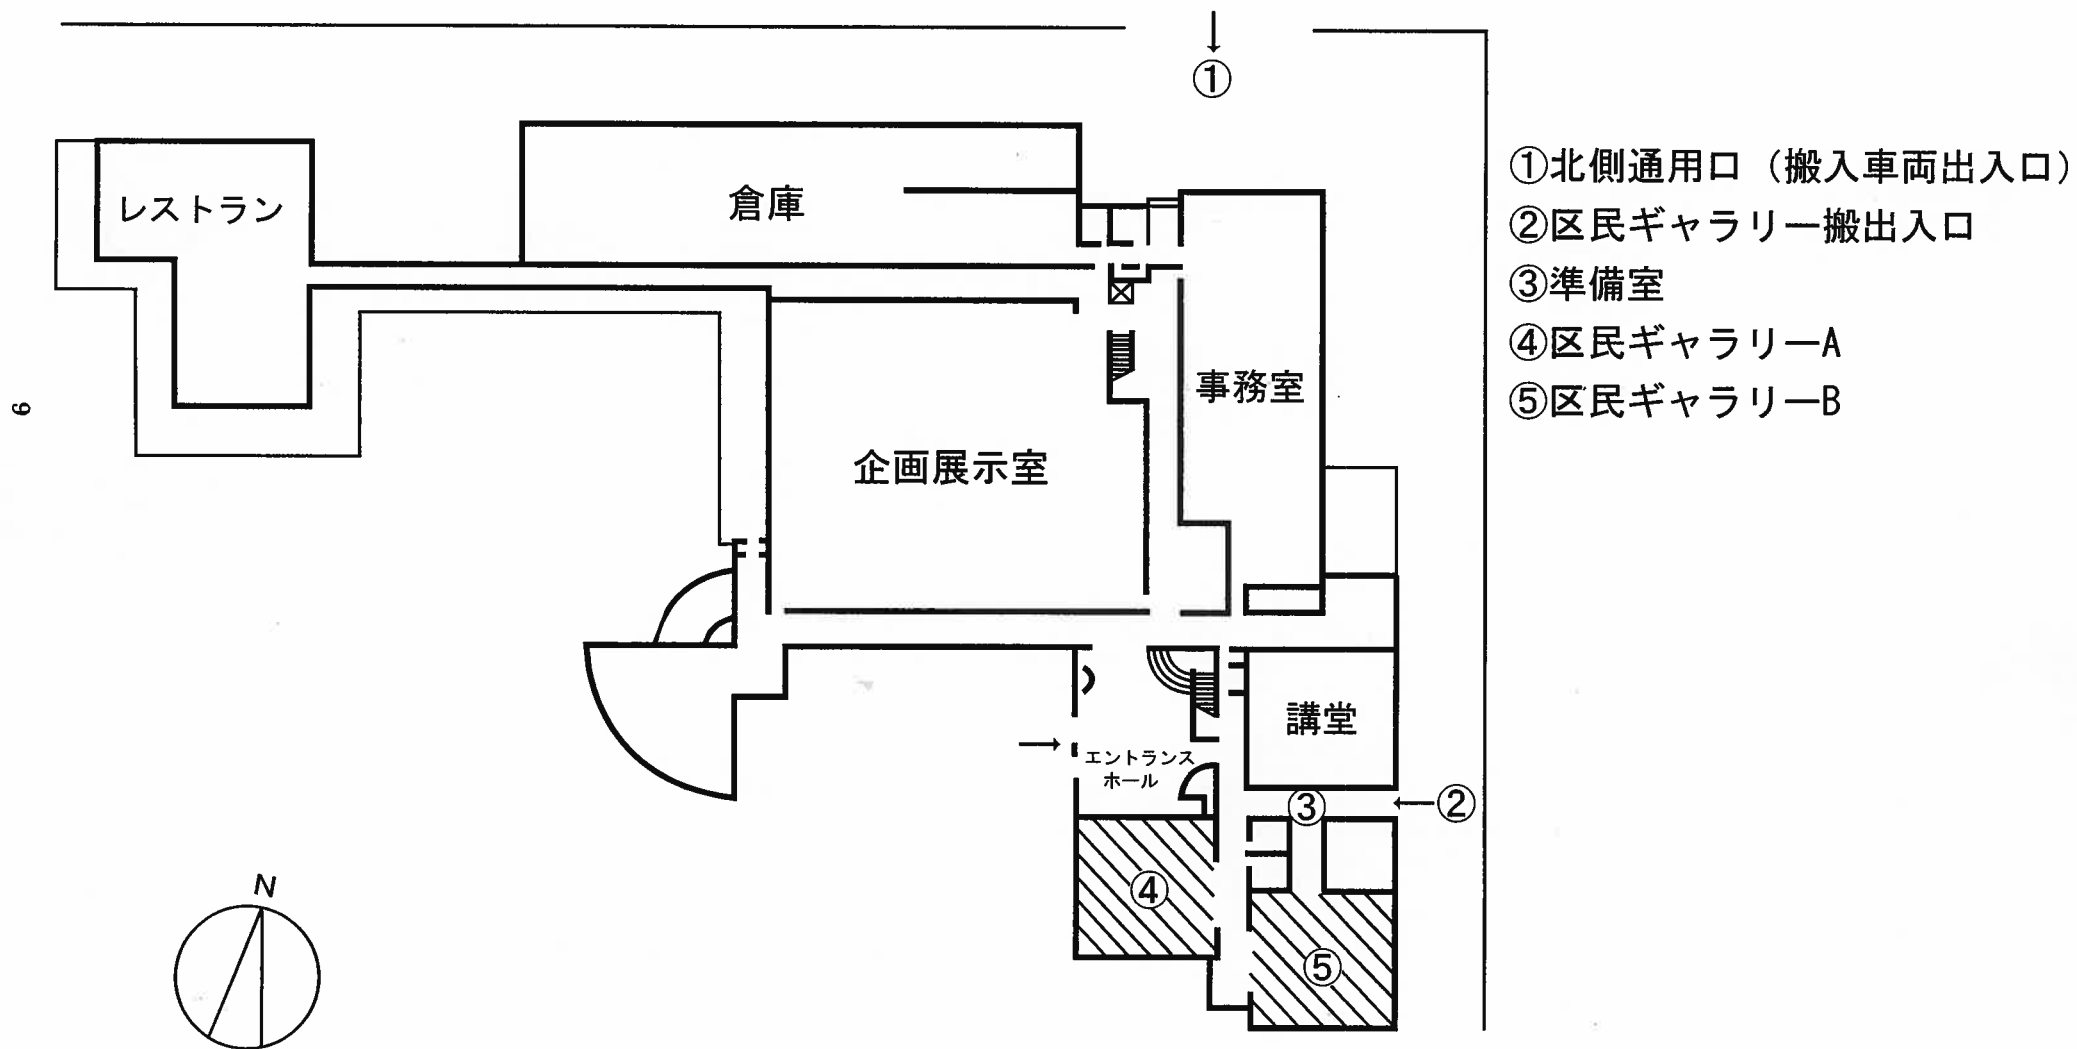 ①
①北側通用口（搬入車両出入口）
②区民ギャラリー搬出入口
③準備室
④区民ギャラリーA
⑤区民ギャラリーB
レストラン
倉庫
事務室
企画展示室
講堂
エントランス
ホール
③
②
④
⑤
N
6